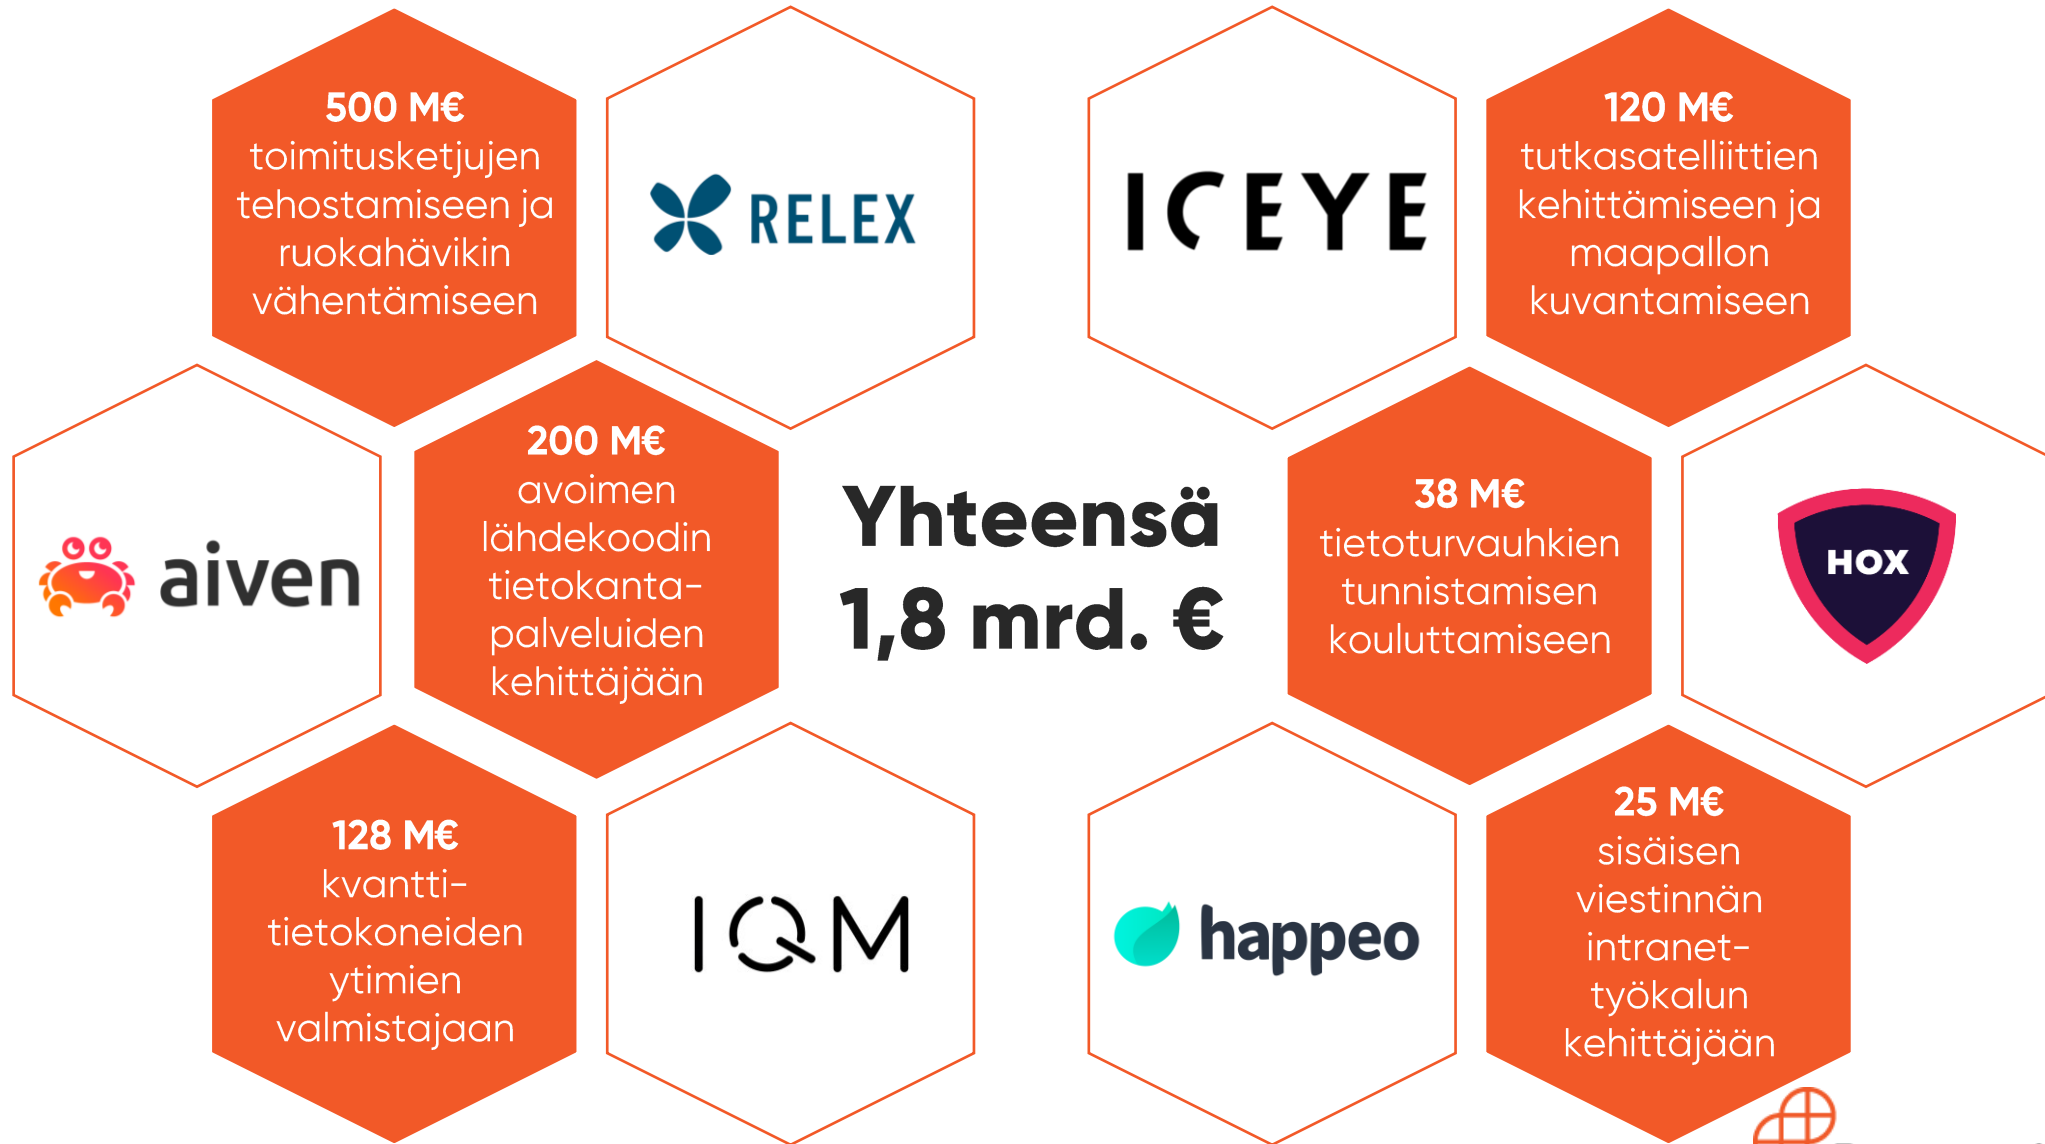 500 M€
toimitusketjujen
tehostamiseen ja
ruokahävikin
vähentämiseen
RELEX
ICEYE
120 M€
tutkasatelliittien
kehittämiseen ja
maapallon
kuvantamiseen
aiven
200 M€
avoimen
lähdekoodin
tietokanta-
palveluiden
kehittäjään
Yhteensä
1,8 mrd. €
38 M€
tietoturvauhkien
tunnistamisen
kouluttamiseen
HOX
128 M€
kvantti-
tietokoneiden
ytimien
valmistajaan
IQM
happeo
25 M€
sisäisen
viestinnän
intranet-
työkalun
kehittäjään